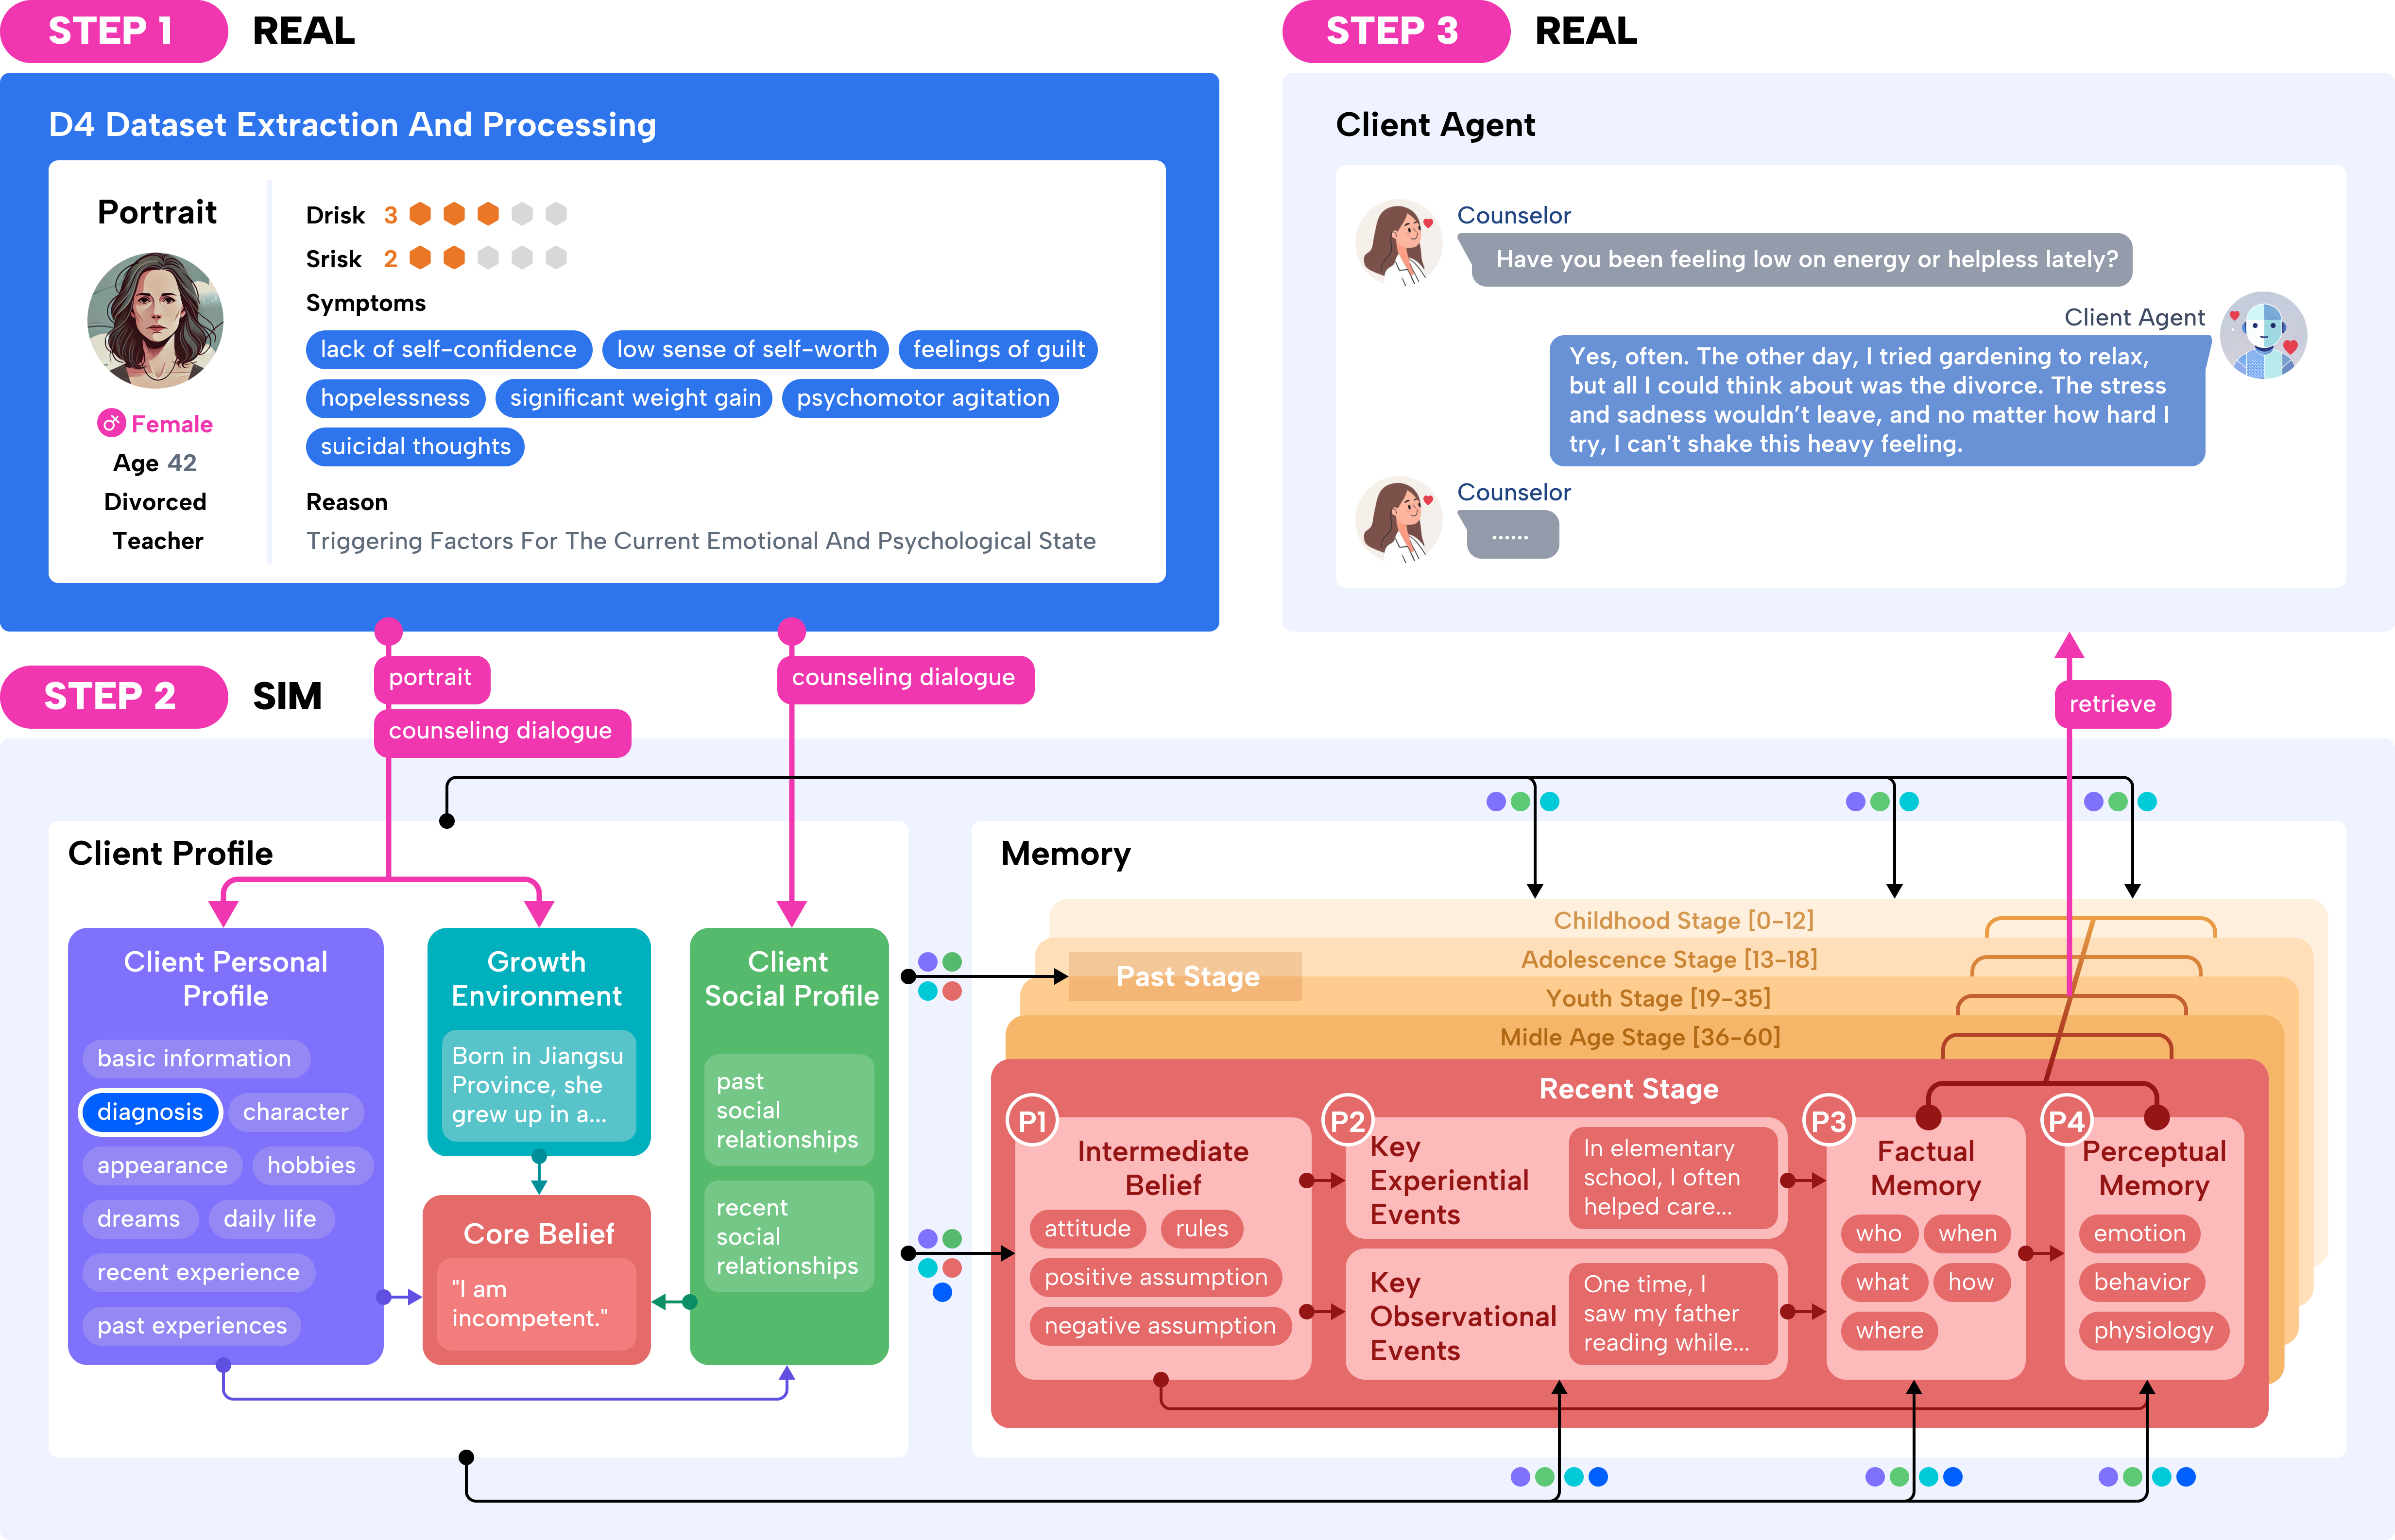 STEP 1 REAL
D4 Dataset Extraction And Processing
Portrait
Female
Age 42
Divorced
Teacher
Drisk 3
Srisk 2
Symptoms
lack of self-confidence
low sense of self-worth
feelings of guilt
hopelessness
significant weight gain
psychomotor agitation
suicidal thoughts
Reason
Triggering Factors For The Current Emotional And Psychological State
STEP 3 REAL
Client Agent
Counselor
Have you been feeling low on energy or helpless lately?
Client Agent
Yes, often. The other day, I tried gardening to relax,
but all I could think about was the divorce. The stress
and sadness wouldn’t leave, and no matter how hard I
try, I can't shake this heavy feeling.
Counselor
......
portrait
counseling dialogue
counseling dialogue
retrieve
STEP 2 SIM
Client Profile
Client Personal
Profile
basic information
diagnosis
character
appearance
hobbies
dreams
daily life
recent experience
past experiences
Growth
Environment
Born in Jiangsu
Province, she
grew up in a...
Core Belief
"I am
incompetent."
Client
Social Profile
past
social
relationships
recent
social
relationships
Memory
Childhood Stage [0-12]
Adolescence Stage [13-18]
Past Stage
Youth Stage [19-35]
Midle Age Stage [36-60]
Recent Stage
P1
Intermediate
Belief
attitude
rules
positive assumption
negative assumption
P2
Key
Experiential
Events
In elementary
school, I often
helped care...
Key
Observational
Events
One time, I
saw my father
reading while...
P3
Factual
Memory
who
when
what
how
where
P4
Perceptual
Memory
emotion
behavior
physiology